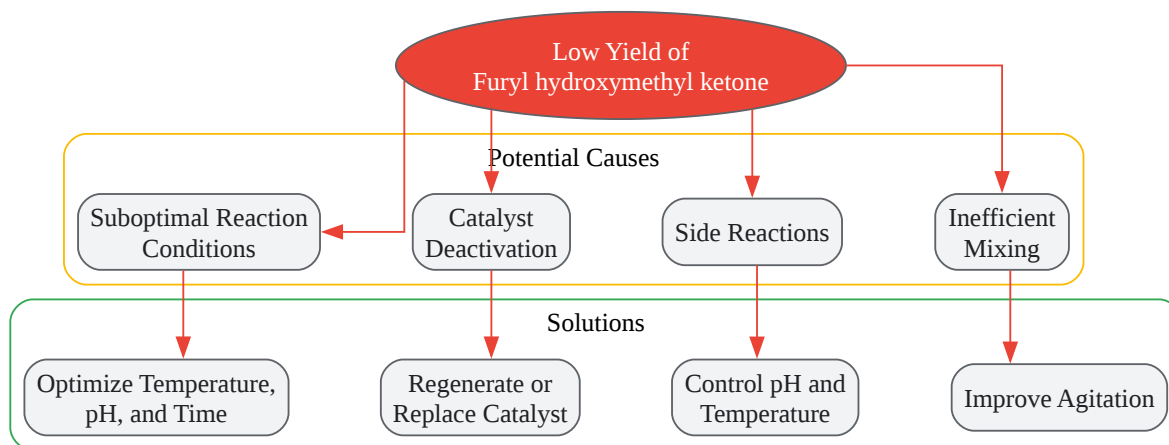 Low Yield of
Furyl hydroxymethyl ketone
Potential Causes
Suboptimal Reaction
Conditions
Catalyst
Deactivation
Side Reactions
Inefficient
Mixing
Solutions
Optimize Temperature,
pH, and Time
Regenerate or
Replace Catalyst
Control pH and
Temperature
Improve Agitation